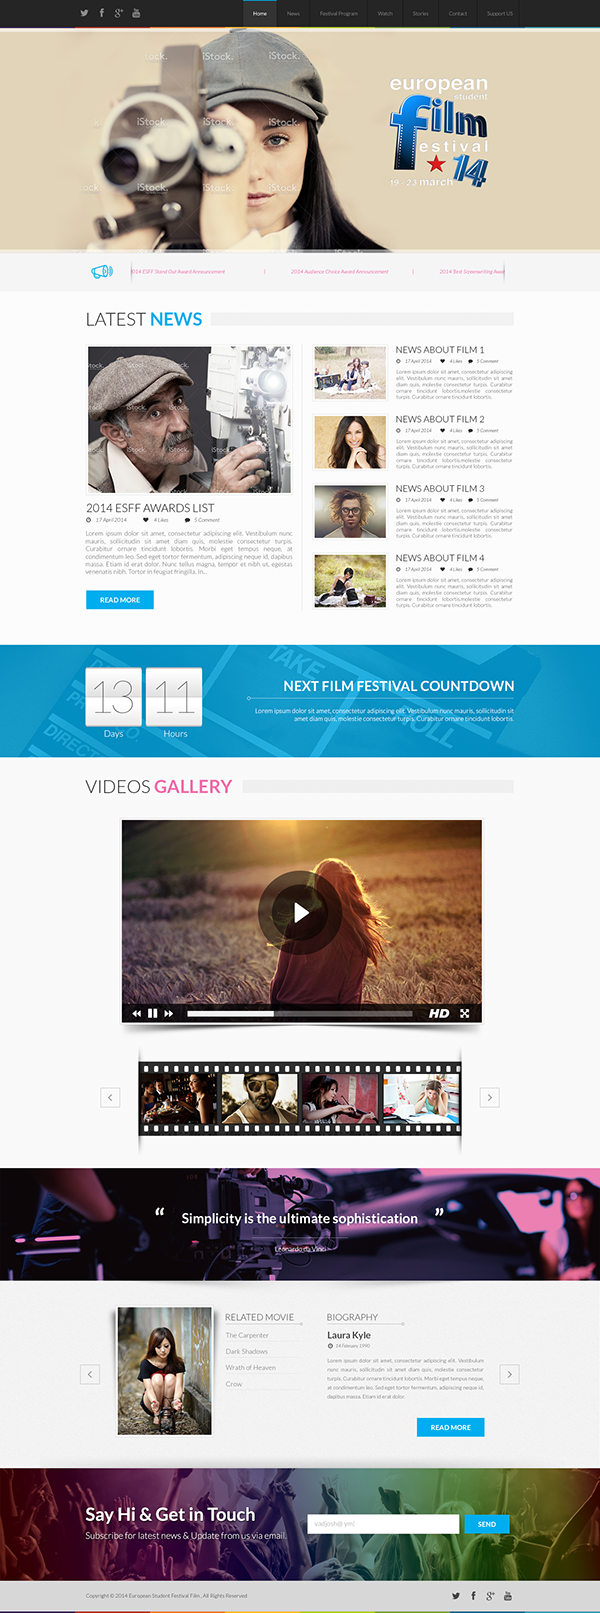 Home News Festival Program Watch Stories Contact Support US
iStock.
iStock.
iStock.
iStock.
iStock.
iStock.
iStock.
iStock.
iStock.
european
student
film
festival
14
19 - 23 march
2014 ESFF Stand Out Award Announcement | 2014 Audience Choice Award Announcement | 2014 Best Screenwriting Awar
LATEST NEWS
2014 ESFF AWARDS LIST
17 April 2014 4 Likes 5 Comment
Lorem ipsum dolor sit amet, consectetur adipiscing elit. Vestibulum
nunc mauris, sollicitudin sit amet diam quis, molestie consectetur turpis.
Curabitur ornare tincidunt lobortis. Morbi eget tempus neque, at
condimentum leo. Sed eget tortor fermentum, adipiscing neque id, dapibus
massa. Etiam id erat dolor. Nunc tellus magna, tempor et nibh ut, egestas
venenatis nibh. Tortor in feugiat fringilla. In...
READ MORE
NEWS ABOUT FILM 1
17 April 2014 4 Likes 5 Comment
Lorem ipsum dolor sit amet, consectetur adipiscing
elit. Vestibulum nunc mauris, sollicitudin sit amet
diam quis, molestie consectetur turpis. Curabitur
ornare tincidunt lobortis.molestie consectetur
turpis. Curabitur ornare tincidunt lobortis.
NEWS ABOUT FILM 2
17 April 2014 4 Likes 5 Comment
Lorem ipsum dolor sit amet, consectetur adipiscing
elit. Vestibulum nunc mauris, sollicitudin sit amet
diam quis, molestie consectetur turpis. Curabitur
ornare tincidunt lobortis.molestie consectetur
turpis. Curabitur ornare tincidunt lobortis.
NEWS ABOUT FILM 3
17 April 2014 4 Likes 5 Comment
Lorem ipsum dolor sit amet, consectetur adipiscing
elit. Vestibulum nunc mauris, sollicitudin sit amet
diam quis, molestie consectetur turpis. Curabitur
ornare tincidunt lobortis.molestie consectetur
turpis. Curabitur ornare tincidunt lobortis.
NEWS ABOUT FILM 4
17 April 2014 4 Likes 5 Comment
Lorem ipsum dolor sit amet, consectetur adipiscing
elit. Vestibulum nunc mauris, sollicitudin sit amet
diam quis, molestie consectetur turpis. Curabitur
ornare tincidunt lobortis.molestie consectetur
turpis. Curabitur ornare tincidunt lobortis.
13 11
Days Hours
TAKE
ROLL
DIRECT
NEXT FILM FESTIVAL COUNTDOWN
Lorem ipsum dolor sit amet, consectetur adipiscing elit. Vestibulum nunc mauris, sollicitudin sit
amet diam quis, molestie consectetur turpis. Curabitur ornare tincidunt lobortis.
VIDEOS GALLERY
HD
“ Simplicity is the ultimate sophistication ”
Leonardo da Vinci
RELATED MOVIE
The Carpenter
Dark Shadows
Wrath of Heaven
Crow
BIOGRAPHY
Laura Kyle
14 February 1990
Lorem ipsum dolor sit amet, consectetur adipiscing elit. Vestibulum
nunc mauris, sollicitudin sit amet diam quis, molestie consectetur
turpis. Curabitur ornare tincidunt lobortis. Morbi eget tempus neque, at
condimentum leo. Sed eget tortor fermentum, adipiscing neque id,
dapibus massa. Etiam id erat dolor.
READ MORE
Say Hi & Get in Touch
Subscribe for latest news & Update from us via email.
SEND
Copyright © 2014 European Student Festival Film, All Rights Reserved